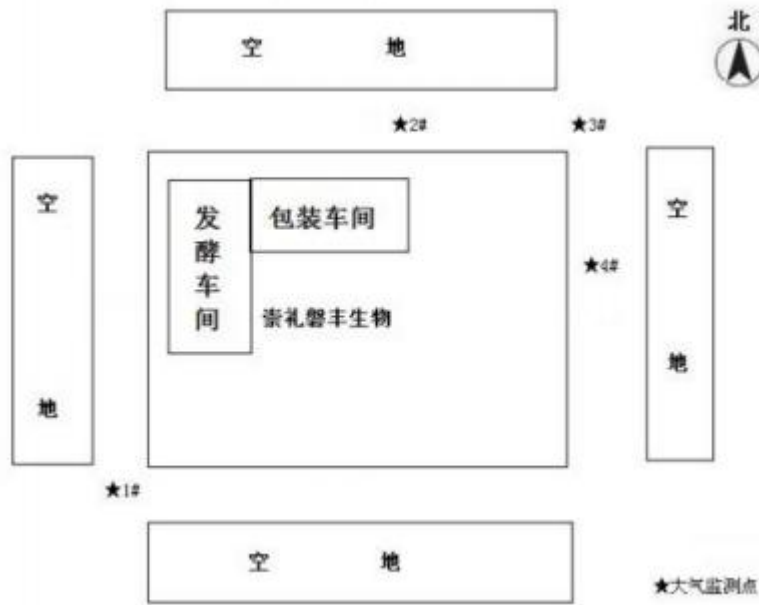 北
空 地
★2#
★3#
空 地
发酵车间
包装车间
空 地
★4#
崇礼磐丰生物
★1#
空 地
★大气监测点